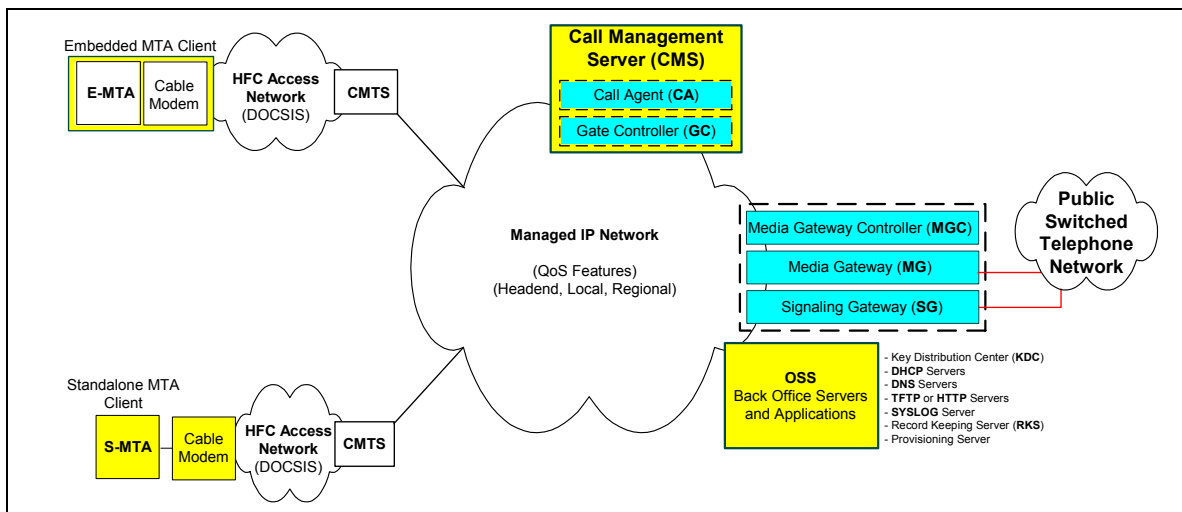 Embedded MTA Client
E-MTA
Cable
Modem
HFC Access
Network
(DOCSIS)
CMTS
Call Management
Server (CMS)
Call Agent (CA)
Gate Controller (GC)
Managed IP Network
(QoS Features)
(Headend, Local, Regional)
Media Gateway Controller (MGC)
Media Gateway (MG)
Signaling Gateway (SG)
Public
Switched
Telephone
Network
OSS
Back Office Servers
and Applications
- Key Distribution Center (KDC)
- DHCP Servers
- DNS Servers
- TFTP or HTTP Servers
- SYSLOG Server
- Record Keeping Server (RKS)
- Provisioning Server
Standalone MTA
Client
S-MTA
Cable
Modem
HFC Access
Network
(DOCSIS)
CMTS